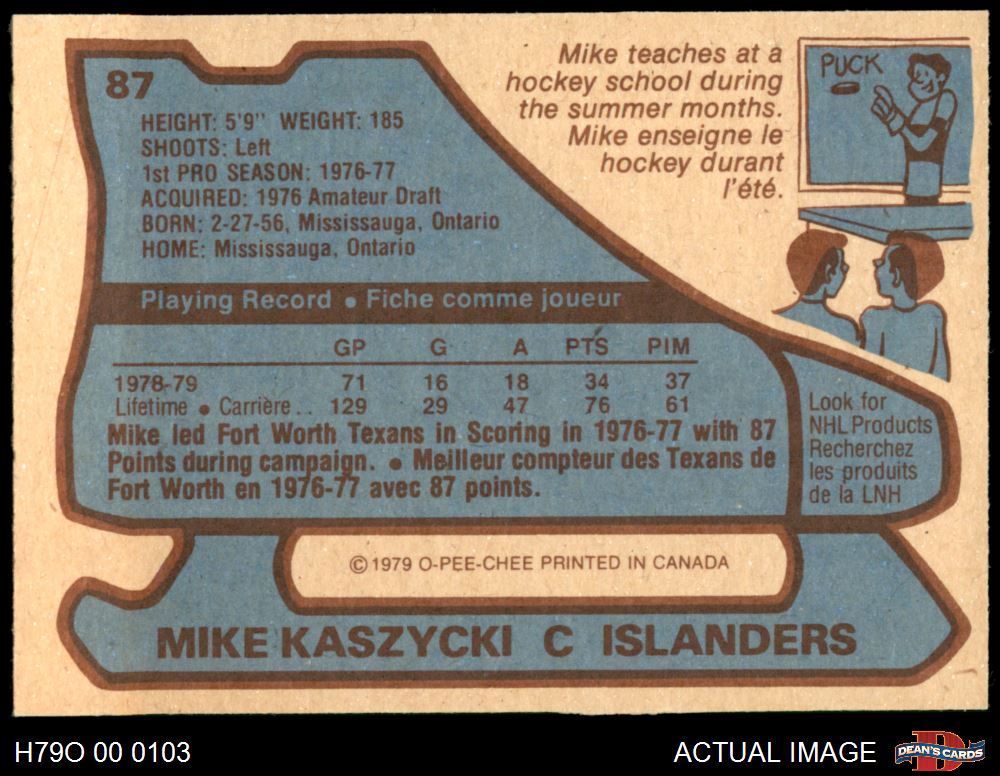 87
HEIGHT: 5'9" WEIGHT: 185
SHOOTS: Left
1st PRO SEASON: 1976-77
ACQUIRED: 1976 Amateur Draft
BORN: 2-27-56, Mississauga, Ontario
HOME: Mississauga, Ontario
Mike teaches at a
hockey school during
the summer months.
Mike enseigne le
hockey durant
l'été.
PUCK
Playing Record • Fiche comme joueur
GP G A PTS PIM
1978-79 71 16 18 34 37
Lifetime • Carrière .. 129 29 47 76 61
Mike led Fort Worth Texans in Scoring in 1976-77 with 87
Points during campaign. • Meilleur compteur des Texans de
Fort Worth en 1976-77 avec 87 points.
Look for
NHL Products
Recherchez
les produits
de la LNH
© 1979 O-PEE-CHEE PRINTED IN CANADA
MIKE KASZYCKI C ISLANDERS
H79O 00 0103
ACTUAL IMAGE
D
DEAN'S CARDS